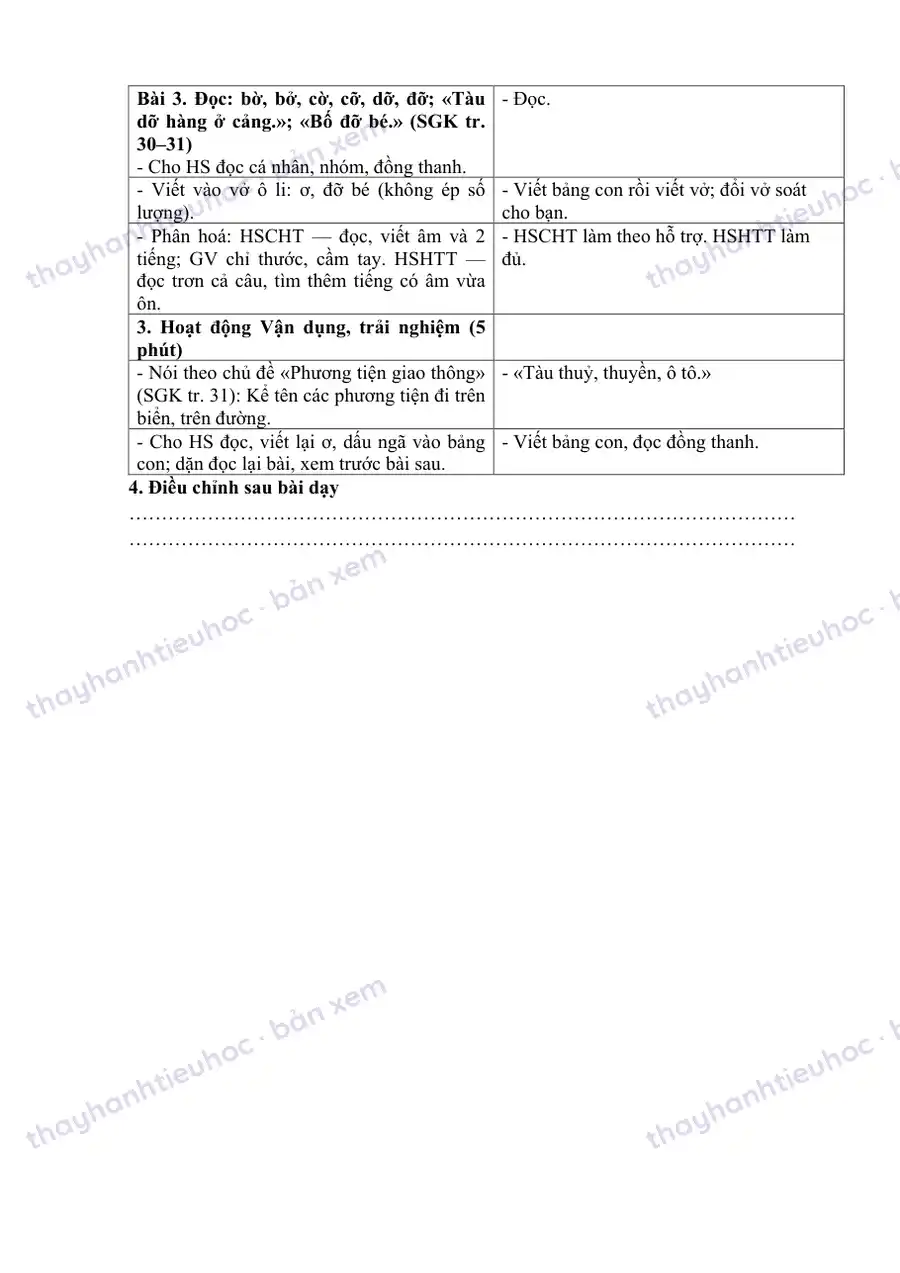 Bài 3. Đọc: bờ, bở, cờ, cỡ, dỡ, đỡ; «Tàu
dỡ hàng ở cảng.»; «Bố đỡ bé.» (SGK tr.
30–31)
- Cho HS đọc cá nhân, nhóm, đồng thanh.
- Đọc.
- Viết vào vở ô li: ơ, đỡ bé (không ép số
lượng).
- Viết bảng con rồi viết vở; đổi vở soát
cho bạn.
- Phân hoá: HSCHT — đọc, viết âm và 2
tiếng; GV chỉ thước, cầm tay. HSHTT —
đọc trơn cả câu, tìm thêm tiếng có âm vừa
ôn.
- HSCHT làm theo hỗ trợ. HSHTT làm
đủ.
3. Hoạt động Vận dụng, trải nghiệm (5
phút)
- Nói theo chủ đề «Phương tiện giao thông»
(SGK tr. 31): Kể tên các phương tiện đi trên
biển, trên đường.
- «Tàu thuỷ, thuyền, ô tô.»
- Cho HS đọc, viết lại ơ, dấu ngã vào bảng
con; dặn đọc lại bài, xem trước bài sau.
- Viết bảng con, đọc đồng thanh.
4. Điều chỉnh sau bài dạy
…………………………………………………………………………………………
…………………………………………………………………………………………
thayhanhtieuhoc · bản xem
thayhanhtieuhoc · b
thayhanhtieuhoc · bản xem
thayhanhtieuhoc · b
thayhanhtieuhoc · bản xem
thayhanhtieuhoc · b